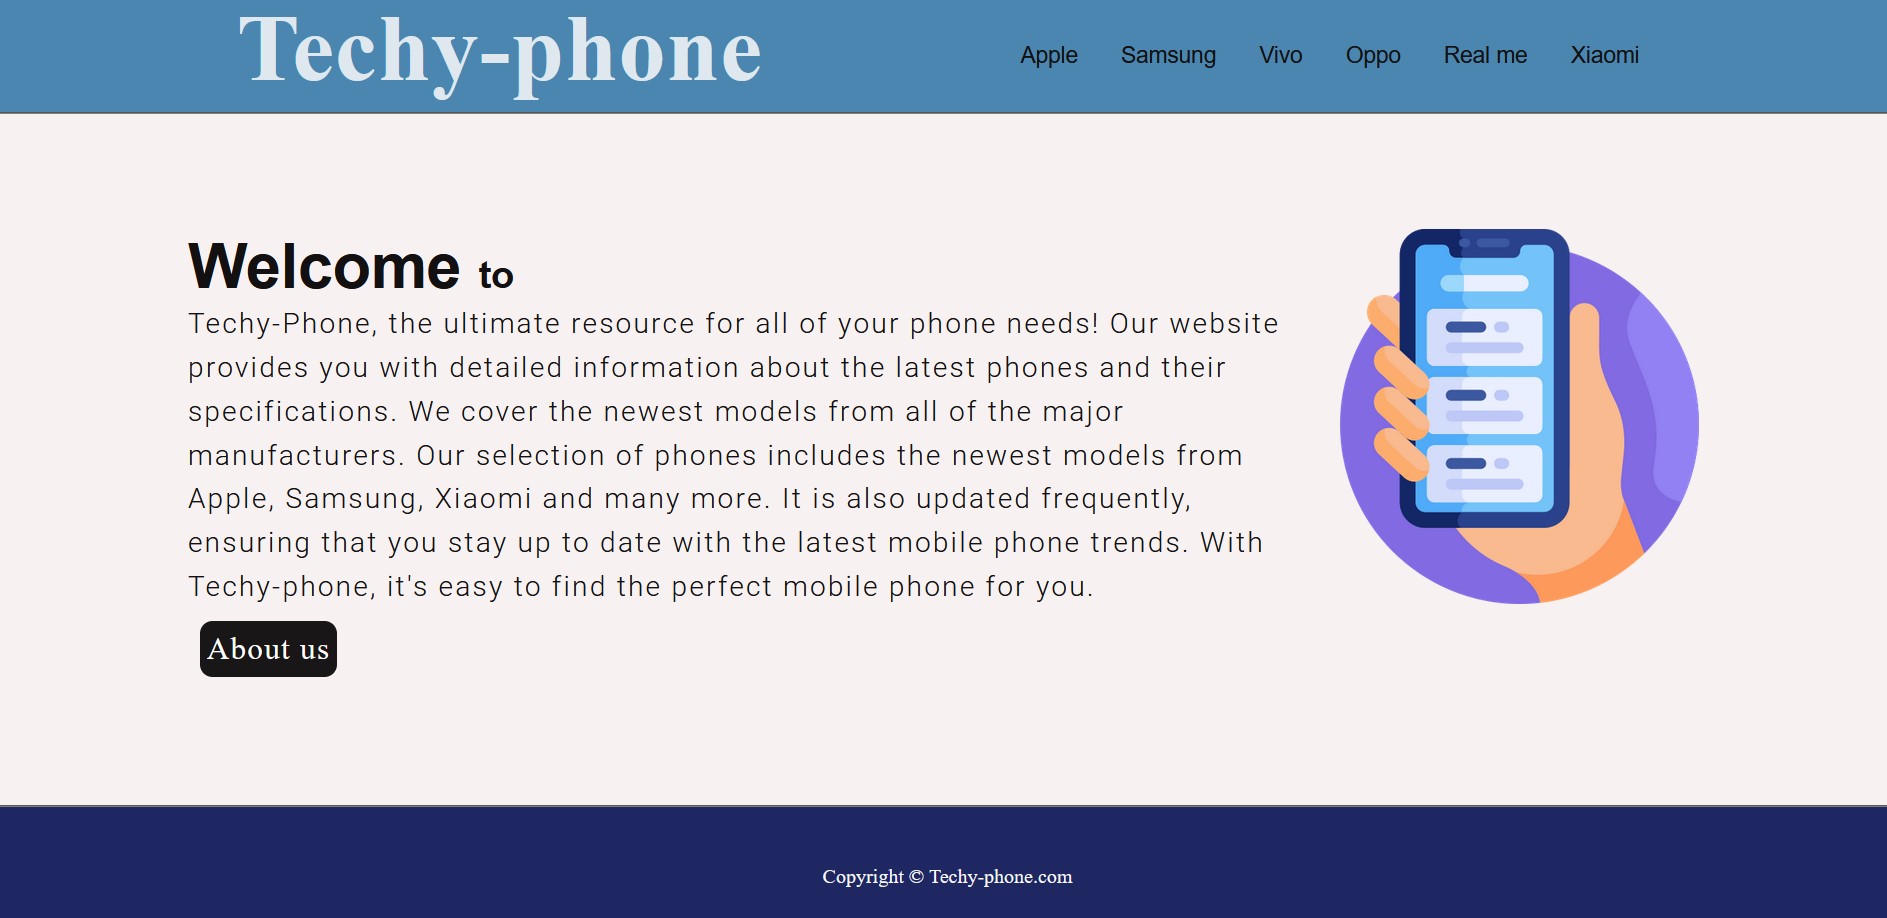 Techy-phone
Apple Samsung Vivo Oppo Real me Xiaomi
Welcome to
Techy-Phone, the ultimate resource for all of your phone needs! Our website
provides you with detailed information about the latest phones and their
specifications. We cover the newest models from all of the major
manufacturers. Our selection of phones includes the newest models from
Apple, Samsung, Xiaomi and many more. It is also updated frequently,
ensuring that you stay up to date with the latest mobile phone trends. With
Techy-phone, it's easy to find the perfect mobile phone for you.
About us
Copyright © Techy-phone.com